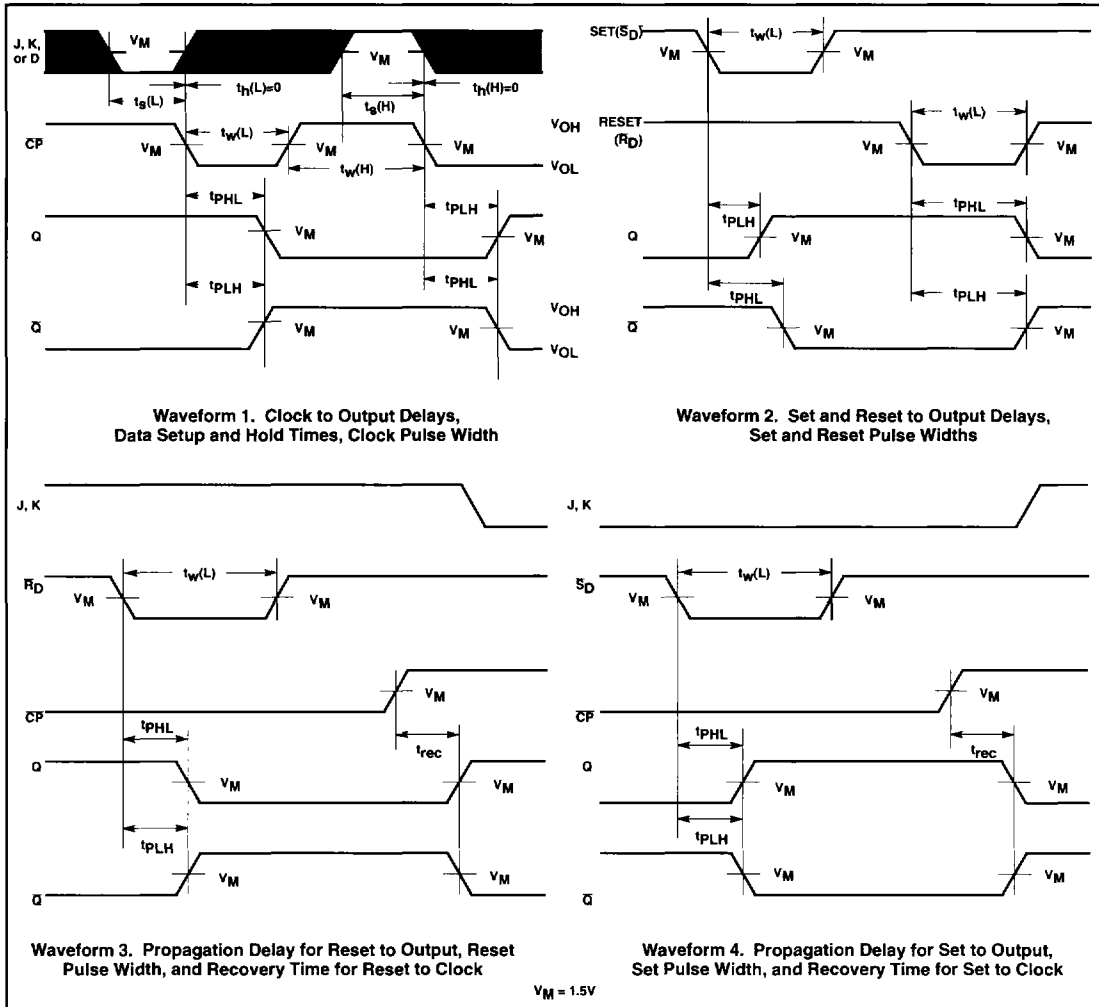 J, K,
or D
VM
VM
ts(L)
th(L)=0
ts(H)
th(H)=0
C̅P̅
VM
tw(L)
VM
tw(H)
VM
VOH
VOL
tPHL
tPLH
Q
VM
VM
tPLH
tPHL
Q̅
VM
VM
VOH
VOL
Waveform 1. Clock to Output Delays,
Data Setup and Hold Times, Clock Pulse Width
SET(S̅D)
VM
tw(L)
VM
RESET
(R̅D)
VM
tw(L)
VM
tPLH
tPHL
Q
VM
VM
tPHL
tPLH
Q̅
VM
VM
Waveform 2. Set and Reset to Output Delays,
Set and Reset Pulse Widths
J, K
R̅D
VM
tw(L)
VM
C̅P̅
VM
tPHL
trec
Q
VM
VM
tPLH
Q̅
VM
VM
Waveform 3. Propagation Delay for Reset to Output, Reset
Pulse Width, and Recovery Time for Reset to Clock
J, K
S̅D
VM
tw(L)
VM
C̅P̅
VM
tPHL
trec
Q
VM
VM
tPLH
Q̅
VM
VM
Waveform 4. Propagation Delay for Set to Output,
Set Pulse Width, and Recovery Time for Set to Clock
VM = 1.5V